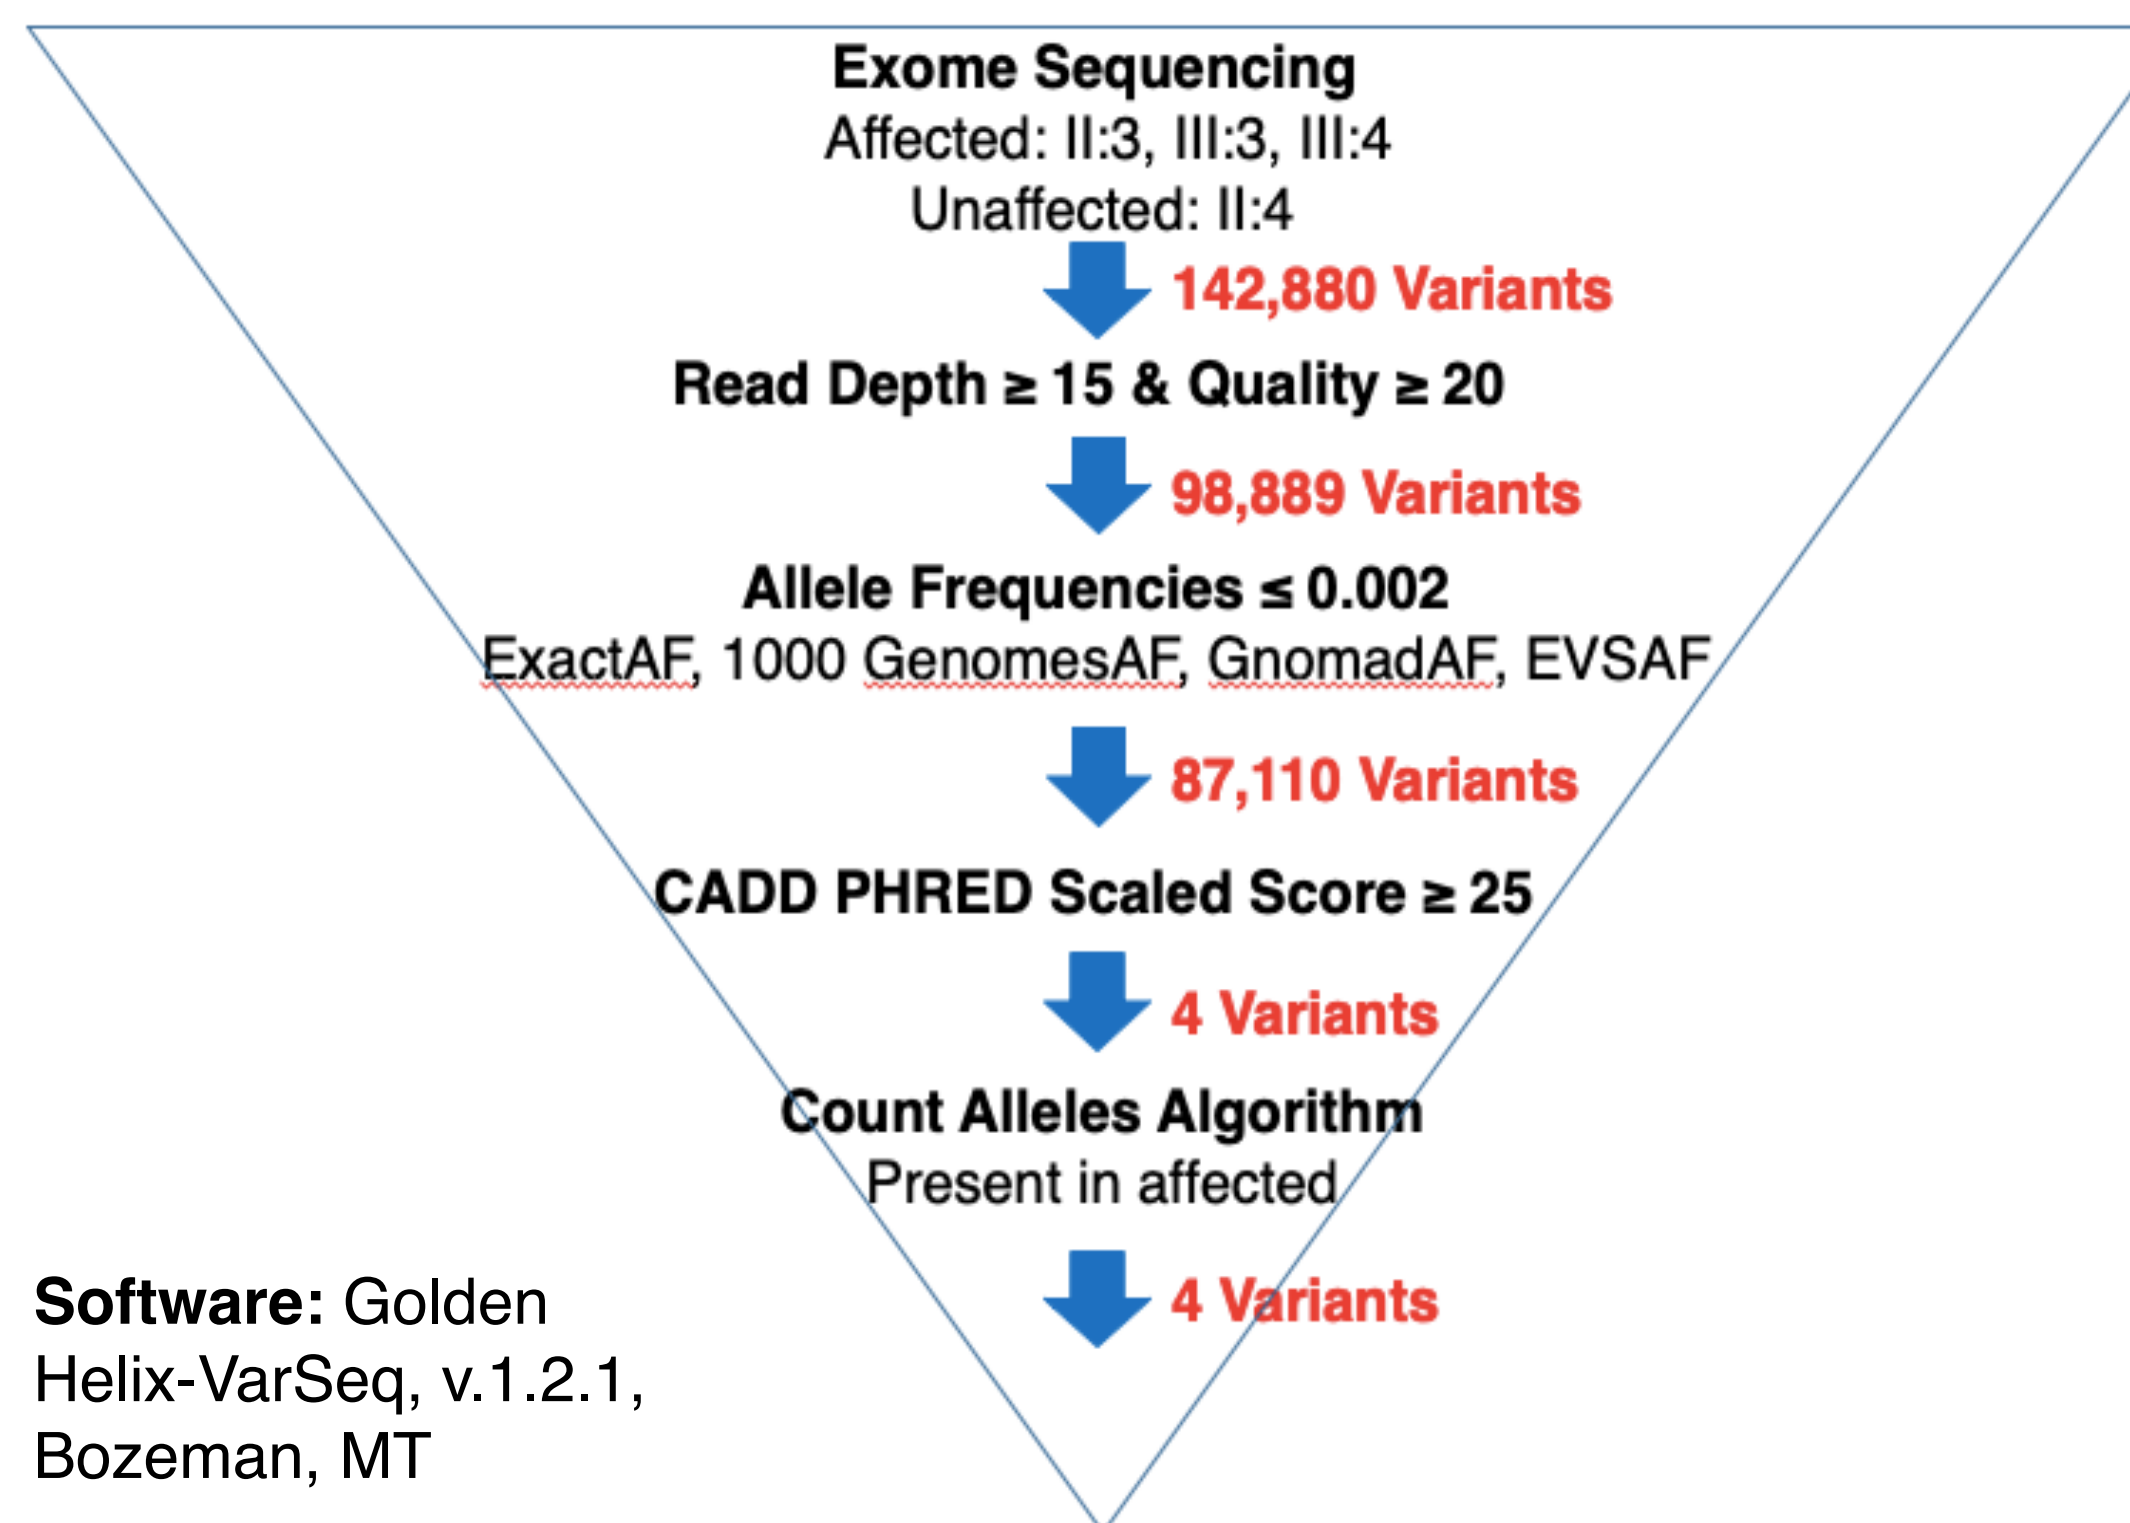 Exome Sequencing
Affected: II:3, III:3, III:4
Unaffected: II:4
142,880 Variants
Read Depth ≥ 15 & Quality ≥ 20
98,889 Variants
Allele Frequencies ≤ 0.002
ExactAF, 1000 GenomesAF, GnomadAF, EVSAF
87,110 Variants
CADD PHRED Scaled Score ≥ 25
4 Variants
Count Alleles Algorithm
Present in affected
4 Variants
Software: Golden
Helix-VarSeq, v.1.2.1,
Bozeman, MT